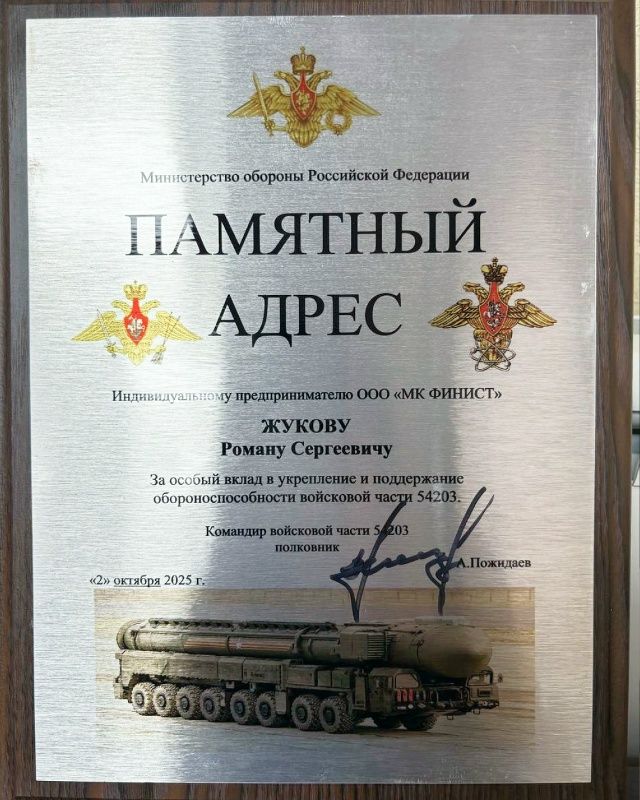 Министерство обороны Российской Федерации
ПАМЯТНЫЙ
АДРЕС
Индивидуальному предпринимателю ООО «МК ФИНИСТ»
ЖУКОВУ
Роману Сергеевичу
За особый вклад в укрепление и поддержание
обороноспособности войсковой части 54203.
Командир войсковой части 54203
полковник
А.Пожидаев
«2» октября 2025 г.